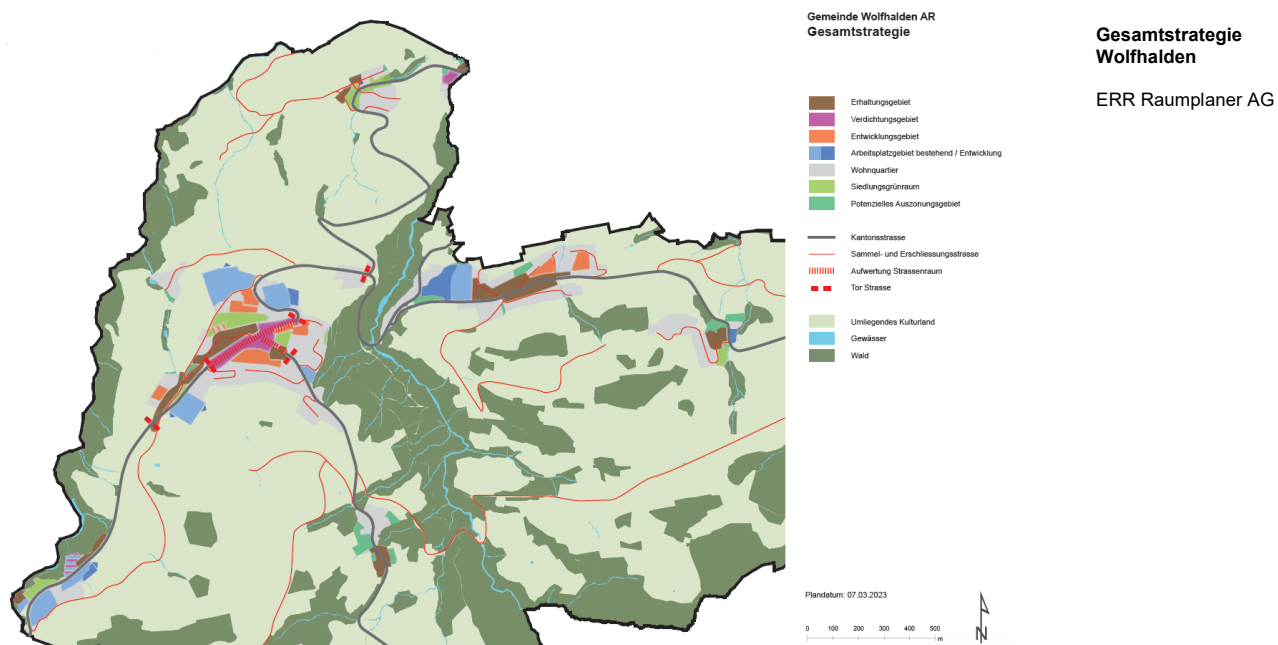 Gemeinde Wolfhalden AR
Gesamtstrategie
Erhaltungsgebiet
Verdichtungsgebiet
Entwicklungsgebiet
Arbeitsplatzgebiet bestehend / Entwicklung
Wohnquartier
Siedlungsgrünraum
Potenzielles Auszonungsgebiet
Kantonsstrasse
Sammel- und Erschliessungsstrasse
Aufwertung Strassenraum
Tor Strasse
Umliegendes Kulturland
Gewässer
Wald
Plandatum: 07.03.2023
0 100 200 300 400 500
m
N
Gesamtstrategie
Wolfhalden
ERR Raumplaner AG